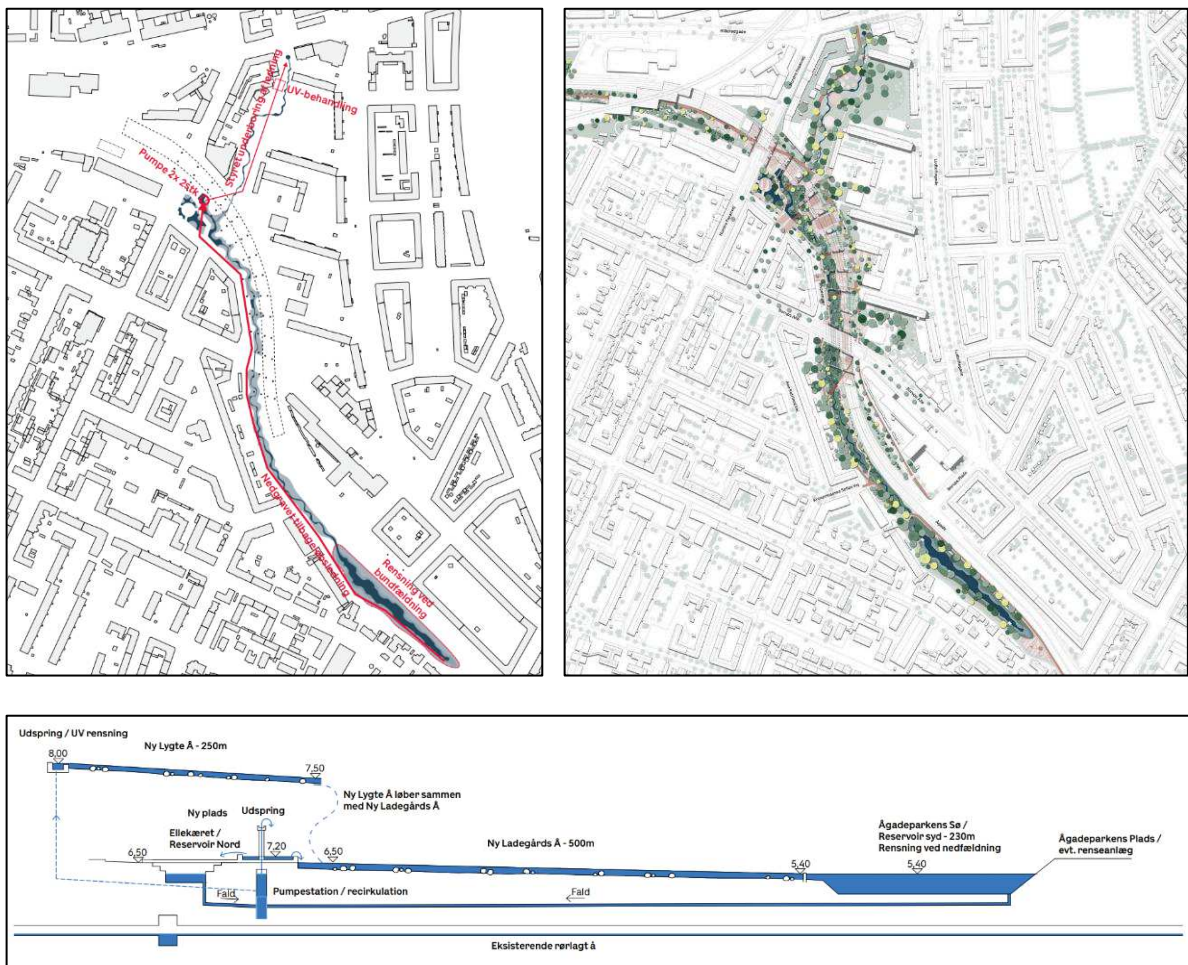 UV-behandling
Styret underboring af ledning
Pumpe 2x 2stk
Nedgravet tilbageløbsledning
Rensning ved
bundfældning
Udspring / UV rensning
8,00
Ny Lygte Å - 250m
7,50
Ny Lygte Å løber sammen
med Ny Ladegårds Å
Ny plads
Udspring
Ellekæret /
Reservoir Nord
6,50
7,20
6,50
Ny Ladegårds Å - 500m
5,40
Ågadeparkens Sø /
Reservoir syd - 230m
Rensning ved nedfældning
5,40
Ågadeparkens Plads /
evt. renseanlæg
Fald
Pumpestation / recirkulation
Fald
Eksisterende rørlagt å